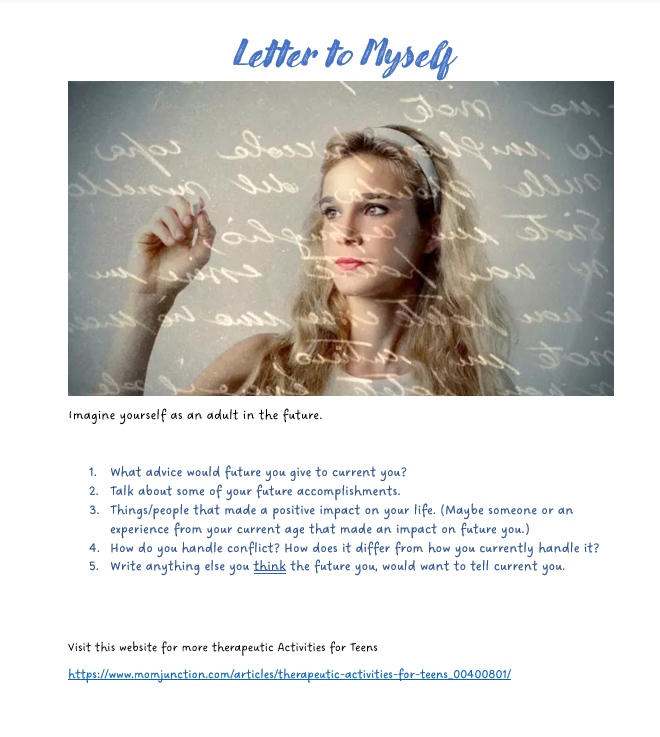 Letter to Myself
Imagine yourself as an adult in the future.
1. What advice would future you give to current you?
2. Talk about some of your future accomplishments.
3. Things/people that made a positive impact on your life. (Maybe someone or an
experience from your current age that made an impact on future you.)
4. How do you handle conflict? How does it differ from how you currently handle it?
5. Write anything else you think the future you, would want to tell current you.
Visit this website for more therapeutic Activities for Teens
https://www.momjunction.com/articles/therapeutic-activities-for-teens_00400801/